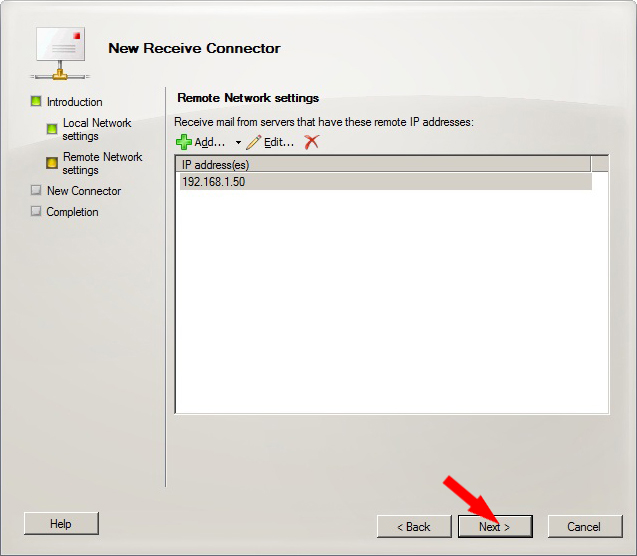 New Receive Connector
Introduction
Local Network
settings
Remote Network
settings
New Connector
Completion
Remote Network settings
Receive mail from servers that have these remote IP addresses:
Add... Edit...
IP address(es)
192.168.1.50
Help
< Back
Next >
Cancel